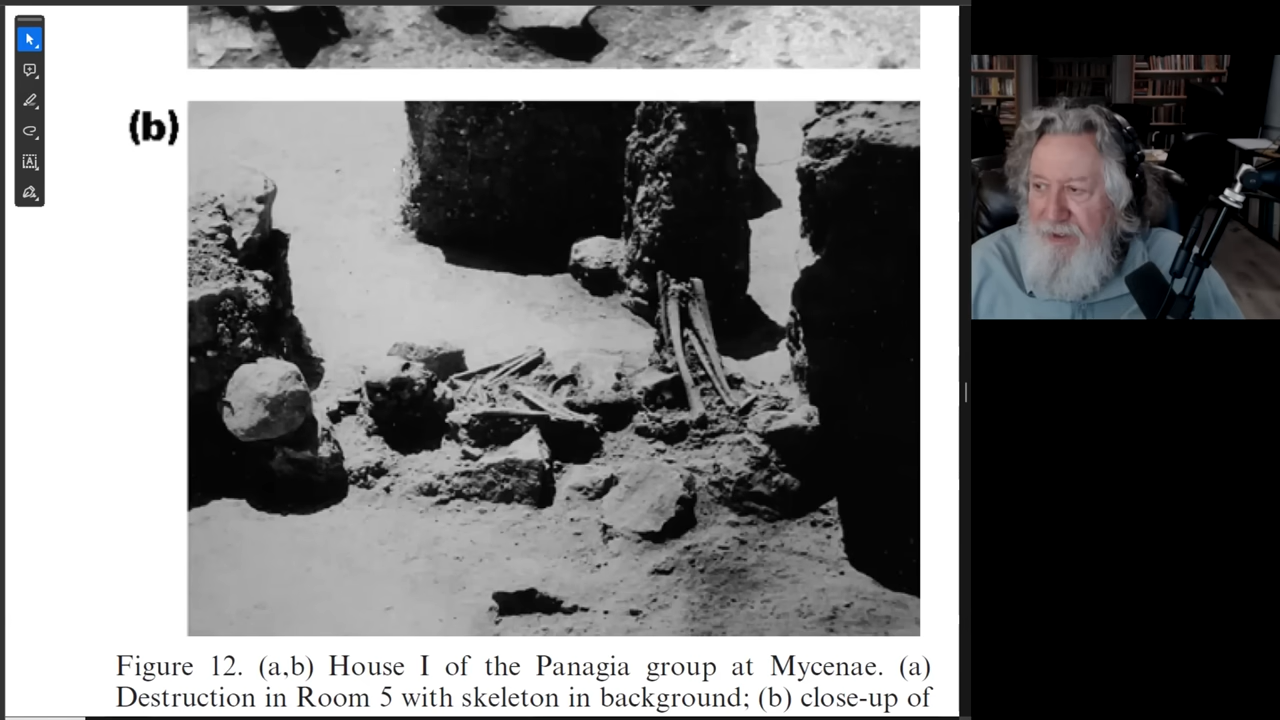 (b)
Figure 12. (a,b) House I of the Panagia group at Mycenae. (a)
Destruction in Room 5 with skeleton in background; (b) close-up of